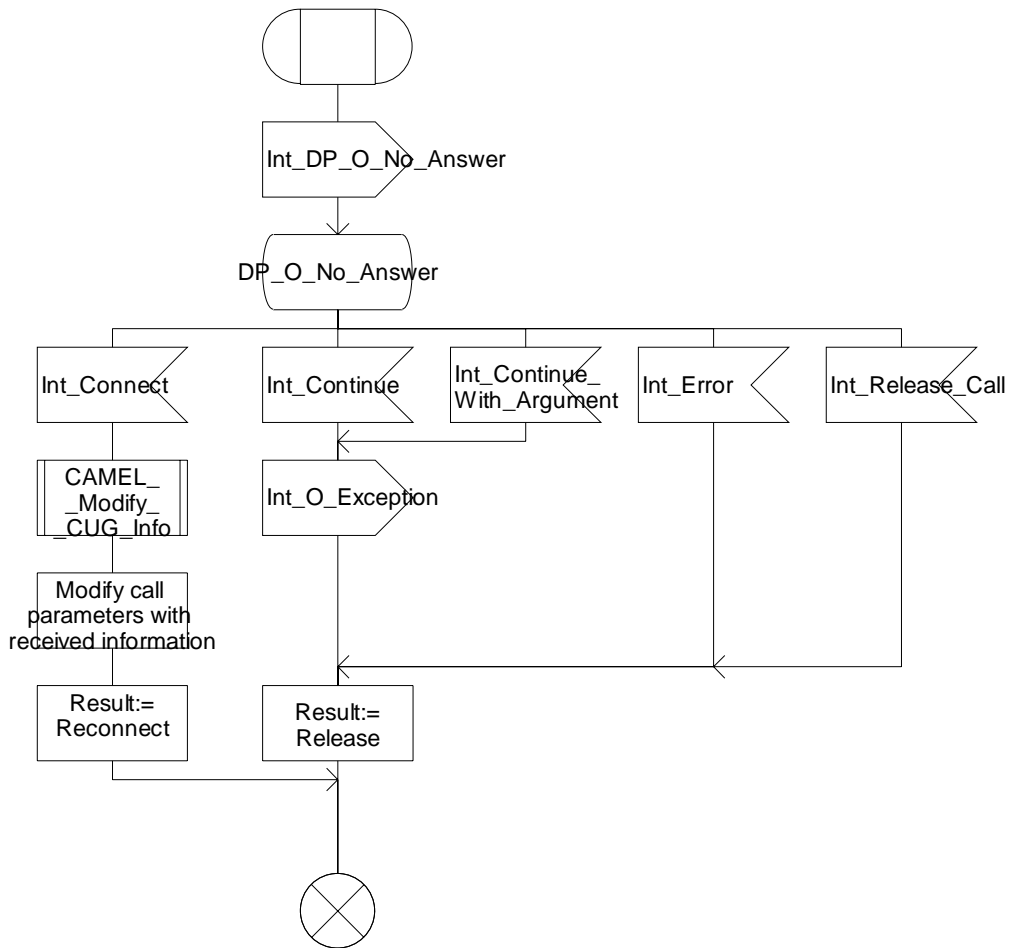 Int_DP_O_No_Answer
DP_O_No_Answer
Int_Connect
Int_Continue
Int_Continue_
With_Argument
Int_Error
Int_Release_Call
CAMEL_
_Modify_
_CUG_Info
Int_O_Exception
Modify call
parameters with
received information
Result:=
Reconnect
Result:=
Release